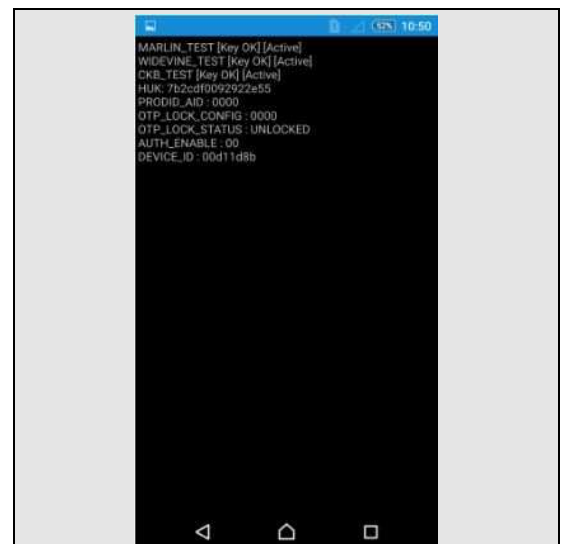 52% 10:50
MARLIN_TEST [Key OK] [Active]
WIDEVINE_TEST [Key OK] [Active]
CKB_TEST [Key OK] [Active]
HUK: 7b2cdf0092922e55
PRODID_AID : 0000
OTP_LOCK_CONFIG : 0000
OTP_LOCK_STATUS : UNLOCKED
AUTH_ENABLE : 00
DEVICE_ID : 00d11d8b